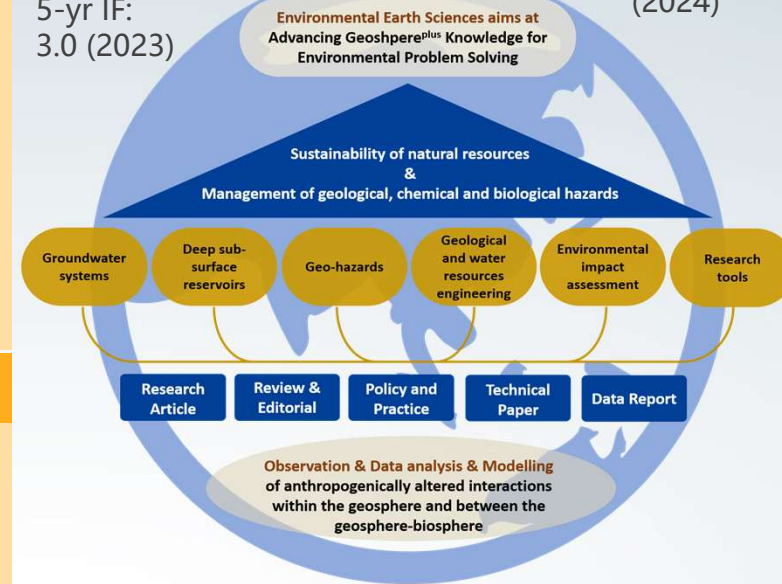 5-yr IF:
3.0 (2023)
(2024)
Environmental Earth Sciences aims at
Advancing Geoshpereplus Knowledge for
Environmental Problem Solving
Sustainability of natural resources
&
Management of geological, chemical and biological hazards
Groundwater
systems
Deep sub-
surface
reservoirs
Geo-hazards
Geological
and water
resources
engineering
Environmental
impact
assessment
Research
tools
Research
Article
Review &
Editorial
Policy and
Practice
Technical
Paper
Data Report
Observation & Data analysis & Modelling
of anthropogenically altered interactions
within the geosphere and between the
geosphere-biosphere